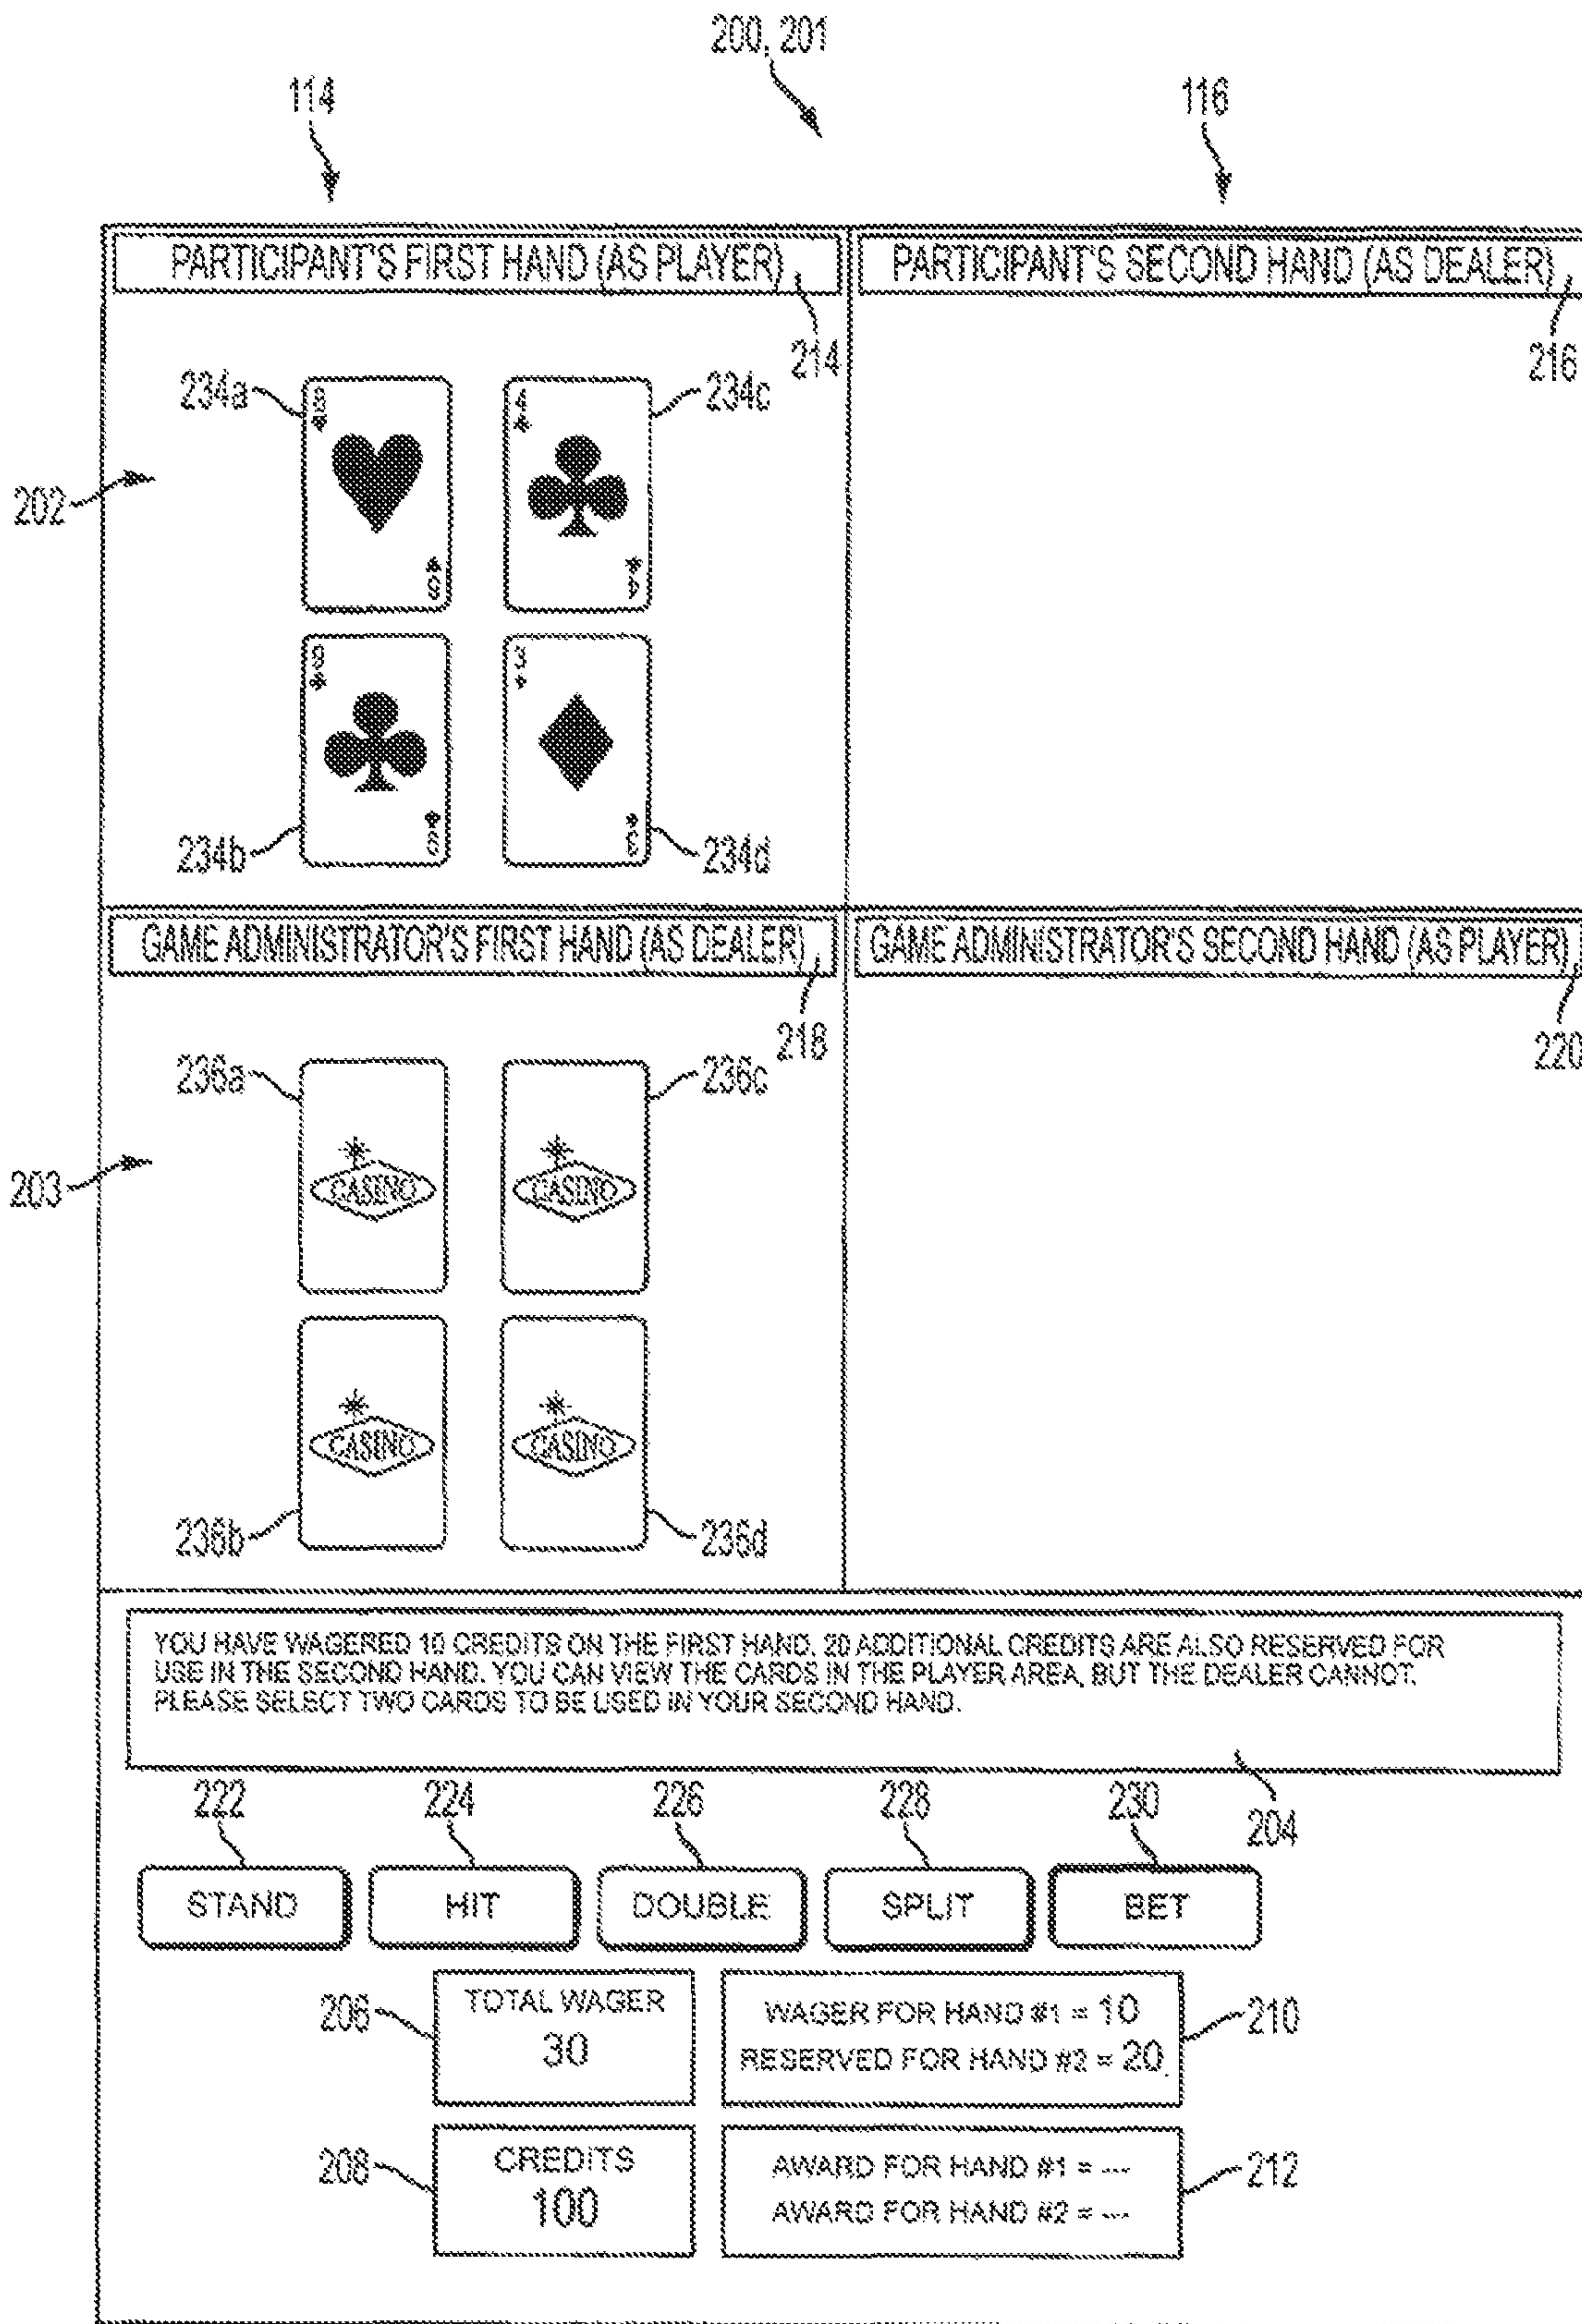 200, 201
114
116
PARTICIPANT'S FIRST HAND (AS PLAYER)
PARTICIPANT'S SECOND HAND (AS DEALER)
214
216
234a
234c
4
4
202
3
3
234b
234d
GAME ADMINISTRATOR'S FIRST HAND (AS DEALER)
GAME ADMINISTRATOR'S SECOND HAND (AS PLAYER)
218
220
236a
236c
CASINO
CASINO
203
CASINO
CASINO
236b
236d
YOU HAVE WAGERED 10 CREDITS ON THE FIRST HAND. 20 ADDITIONAL CREDITS ARE ALSO RESERVED FOR
USE IN THE SECOND HAND. YOU CAN VIEW THE CARDS IN THE PLAYER AREA, BUT THE DEALER CANNOT.
PLEASE SELECT TWO CARDS TO BE USED IN YOUR SECOND HAND.
204
222
224
226
228
230
STAND
HIT
DOUBLE
SPLIT
BET
206
TOTAL WAGER
30
WAGER FOR HAND #1 = 10
RESERVED FOR HAND #2 = 20
210
208
CREDITS
100
AWARD FOR HAND #1 = ---
AWARD FOR HAND #2 = ---
212